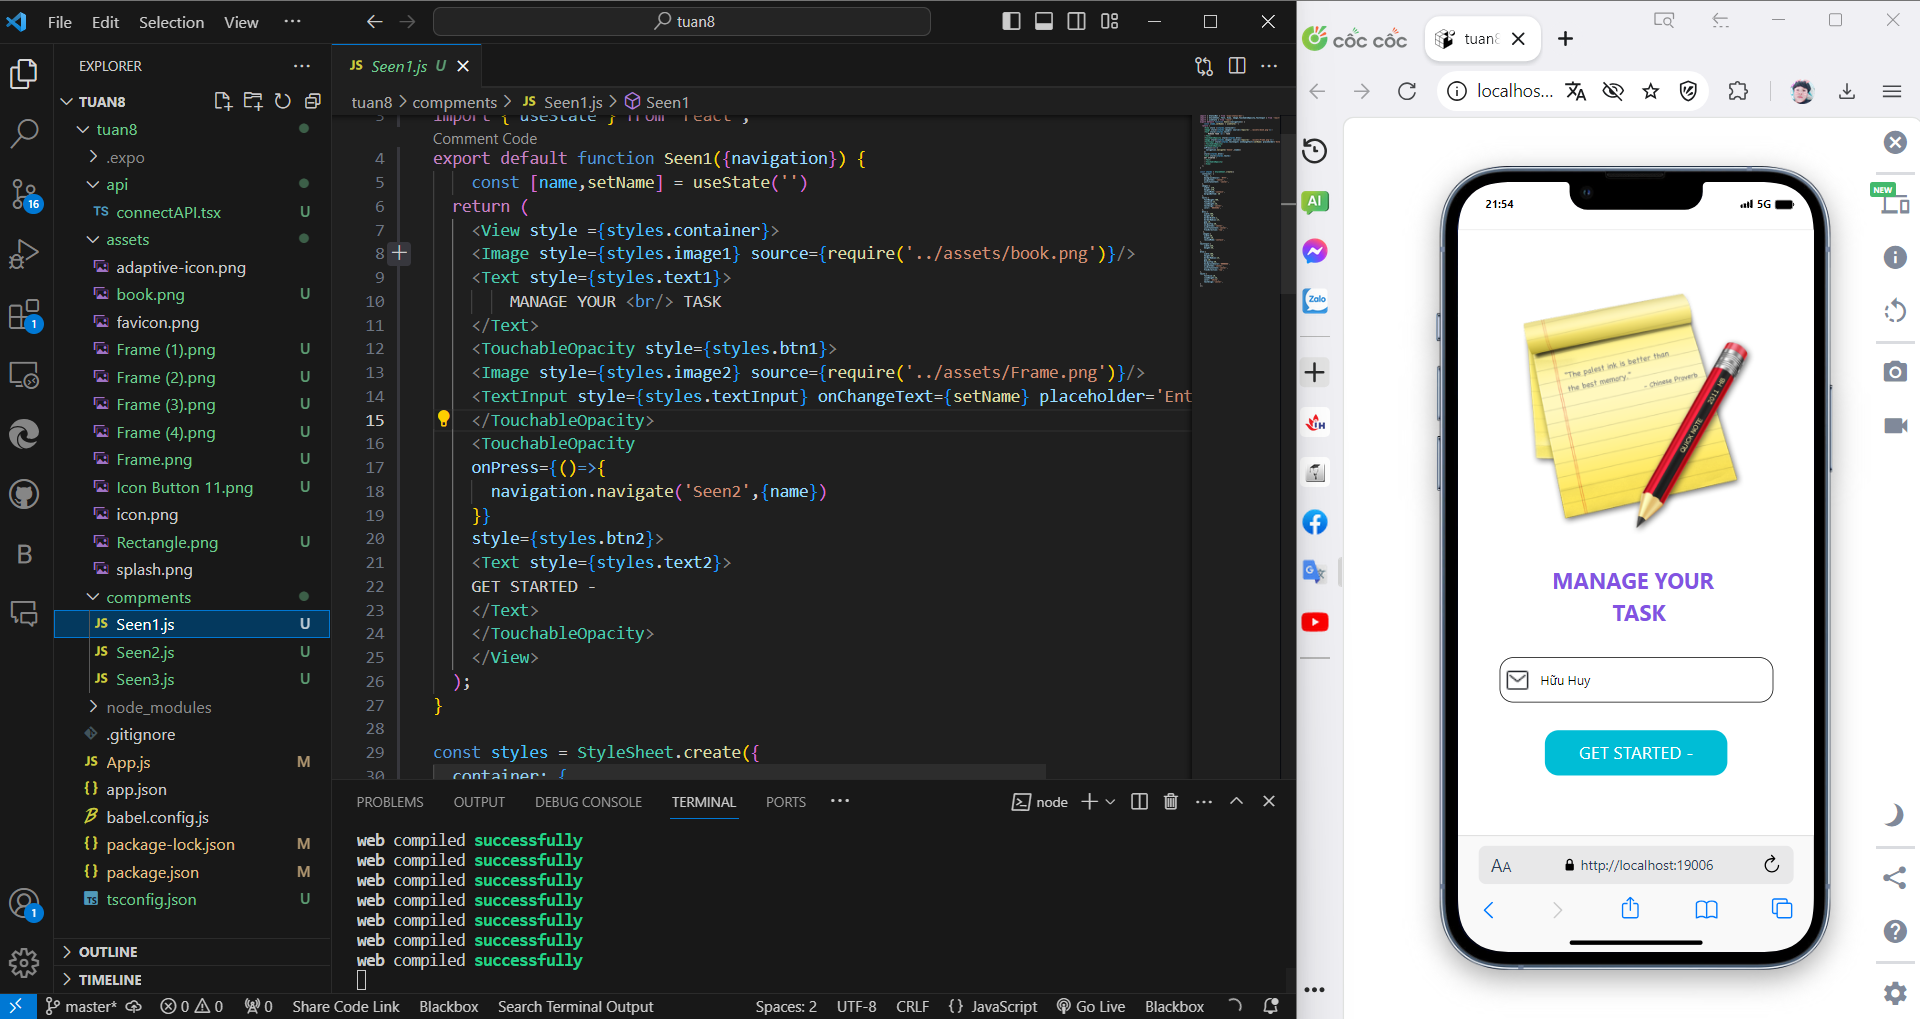 File Edit Selection View ···
tuan8
EXPLORER
TUAN8
tuan8
.expo
api
TS connectAPI.tsx U
assets
adaptive-icon.png
book.png U
favicon.png
Frame (1).png U
Frame (2).png U
Frame (3).png U
Frame (4).png U
Frame.png U
Icon Button 11.png U
icon.png
Rectangle.png U
splash.png
compments
JS Seen1.js U
JS Seen2.js U
JS Seen3.js U
node_modules
.gitignore
JS App.js M
{} app.json
babel.config.js
{} package-lock.json M
{} package.json M
TS tsconfig.json U
OUTLINE
TIMELINE
16
1
B
1
JS Seen1.js U
tuan8 > compments > JS Seen1.js > Seen1
3 import { useState } from 'react';
Comment Code
4 export default function Seen1({navigation}) {
5 const [name,setName] = useState('')
6 return (
7 <View style ={styles.container}>
8 <Image style={styles.image1} source={require('../assets/book.png')}/>
9 <Text style={styles.text1}>
10 MANAGE YOUR <br/> TASK
11 </Text>
12 <TouchableOpacity style={styles.btn1}>
13 <Image style={styles.image2} source={require('../assets/Frame.png')}/>
14 <TextInput style={styles.textInput} onChangeText={setName} placeholder='Ent
15 </TouchableOpacity>
16 <TouchableOpacity
17 onPress={()=>{
18 navigation.navigate('Seen2',{name})
19 }}
20 style={styles.btn2}>
21 <Text style={styles.text2}>
22 GET STARTED -
23 </Text>
24 </TouchableOpacity>
25 </View>
26 );
27 }
28
29 const styles = StyleSheet.create({
30 container: {
PROBLEMS OUTPUT DEBUG CONSOLE TERMINAL PORTS ···
node
web compiled successfully
web compiled successfully
web compiled successfully
web compiled successfully
web compiled successfully
web compiled successfully
web compiled successfully
master* 0 0 0 Share Code Link Blackbox Search Terminal Output Spaces: 2 UTF-8 CRLF {} JavaScript Go Live Blackbox
cốc cốc
tuan8
localhos...
AI
Zalo
IH
NEW
21:54 5G
"The palest ink is better than
the best memory."
- Chinese Proverb
QUICK NOTE 2011 HB
MANAGE YOUR
TASK
Hữu Huy
GET STARTED -
AA http://localhost:19006